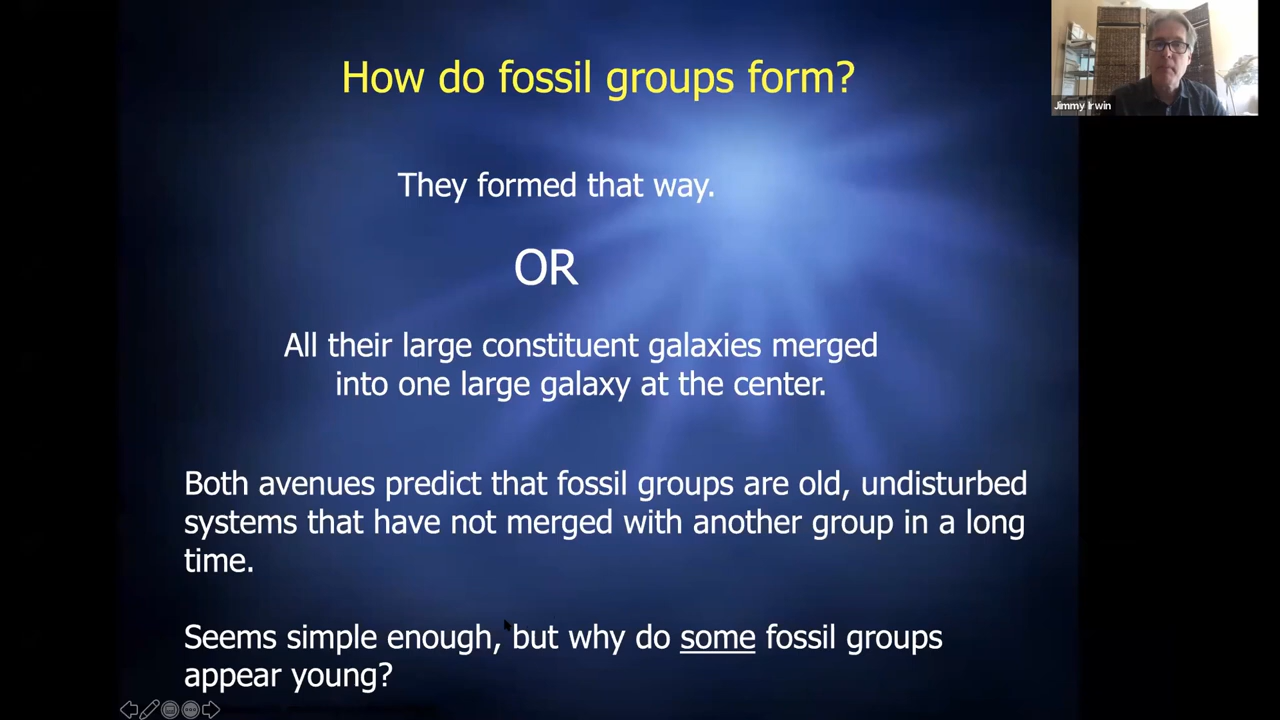 How do fossil groups form?
Jimmy Irwin
They formed that way.
OR
All their large constituent galaxies merged
into one large galaxy at the center.
Both avenues predict that fossil groups are old, undisturbed
systems that have not merged with another group in a long
time.
Seems simple enough, but why do some fossil groups
appear young?